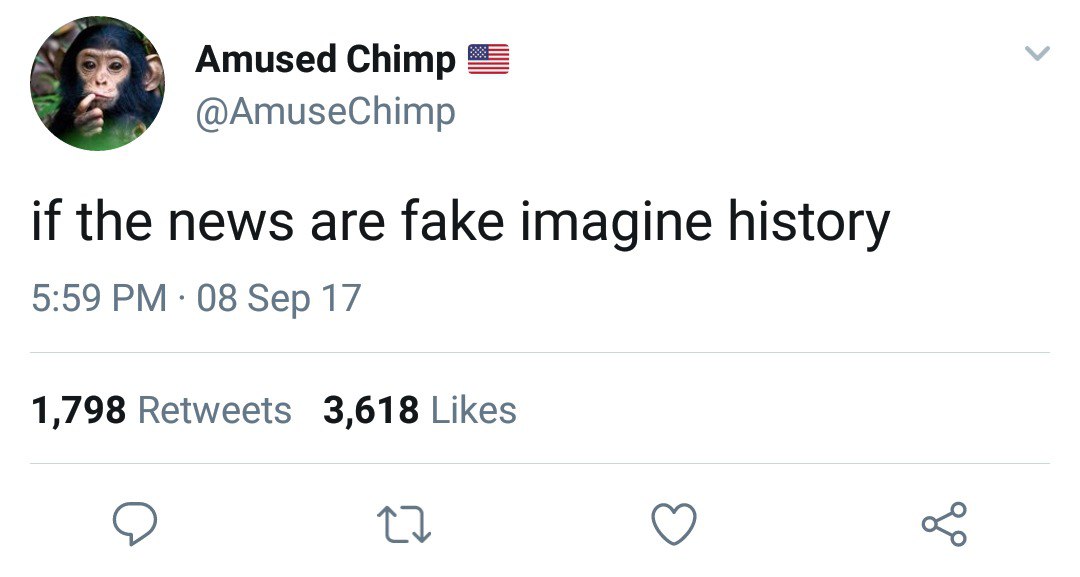 Amused Chimp 🇺🇸
@AmuseChimp
if the news are fake imagine history
5:59 PM · 08 Sep 17
1,798 Retweets 3,618 Likes